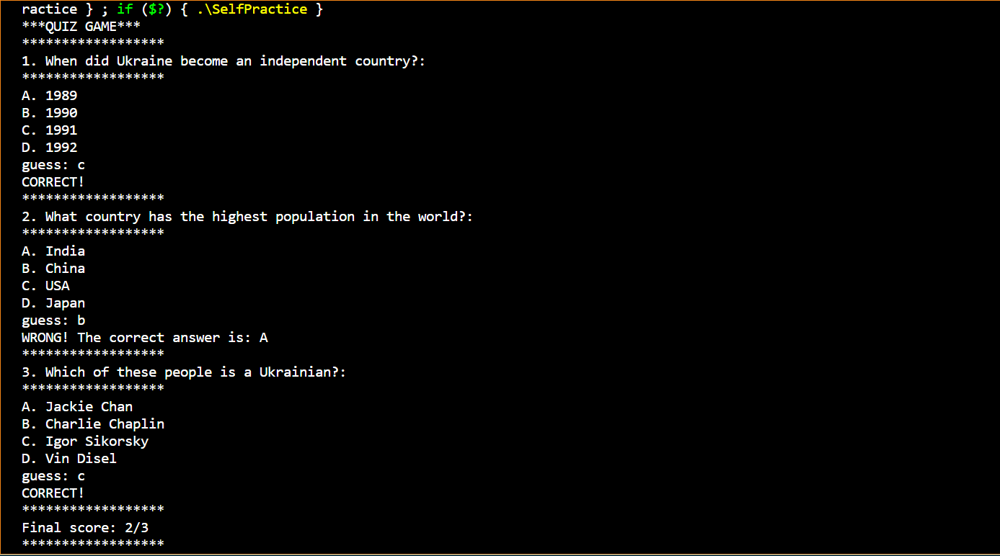 ractice } ; if ($?) { .\SelfPractice }
***QUIZ GAME***
******************
1. When did Ukraine become an independent country?:
******************
A. 1989
B. 1990
C. 1991
D. 1992
guess: c
CORRECT!
******************
2. What country has the highest population in the world?:
******************
A. India
B. China
C. USA
D. Japan
guess: b
WRONG! The correct answer is: A
******************
3. Which of these people is a Ukrainian?:
******************
A. Jackie Chan
B. Charlie Chaplin
C. Igor Sikorsky
D. Vin Disel
guess: c
CORRECT!
******************
Final score: 2/3
******************